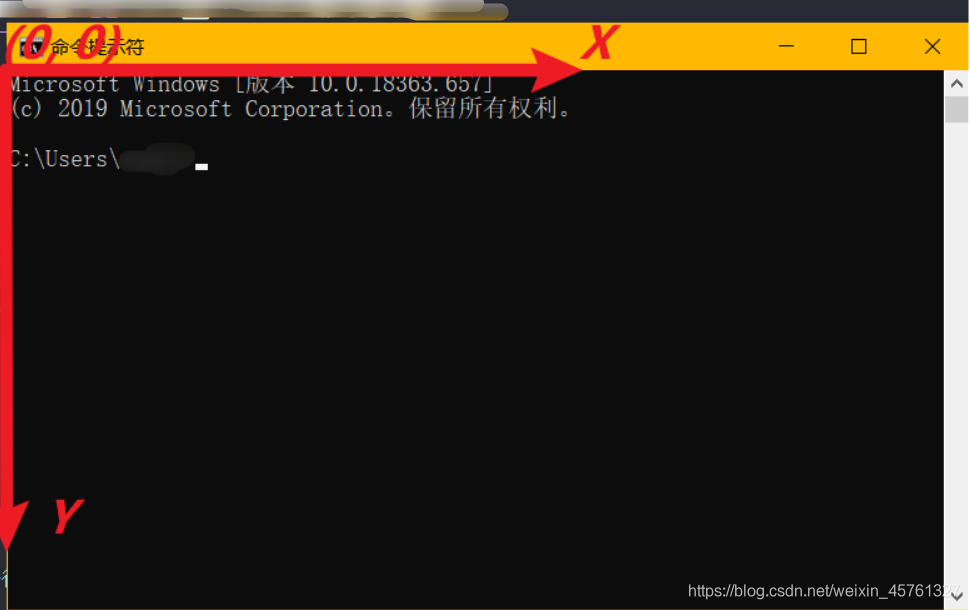 (0, 0)
命令提示符
X
Microsoft Windows [版本 10.0.18363.657]
(c) 2019 Microsoft Corporation。保留所有权利。
C:\Users\
Y
https://blog.csdn.net/weixin_45761327